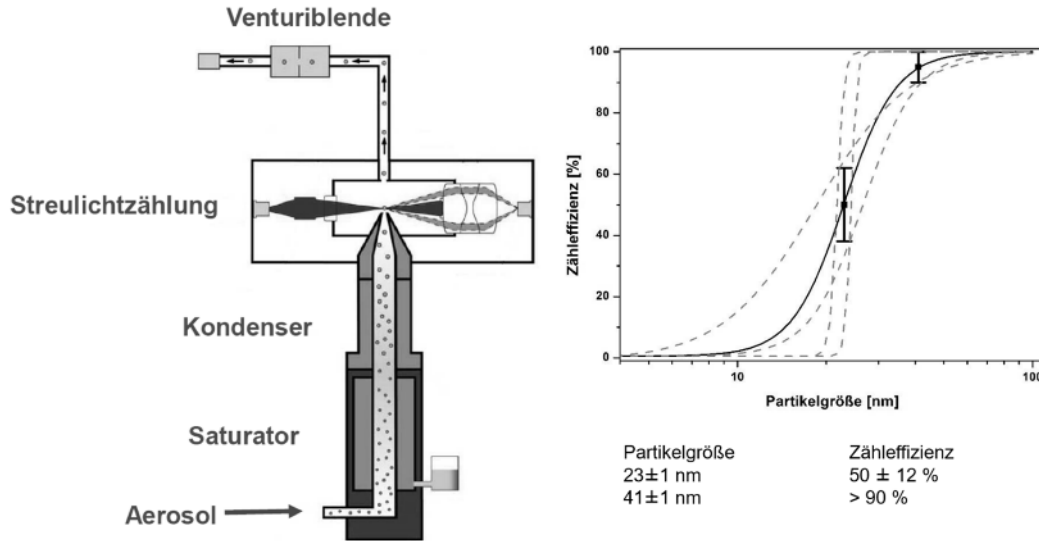 Venturiblende
Streulichtzählung
Kondenser
Saturator
Aerosol
Zähleffizienz [%]
100
80
60
40
20
0
10
100
Partikelgröße [nm]
Partikelgröße Zähleffizienz
23±1 nm 50 ± 12 %
41±1 nm > 90 %